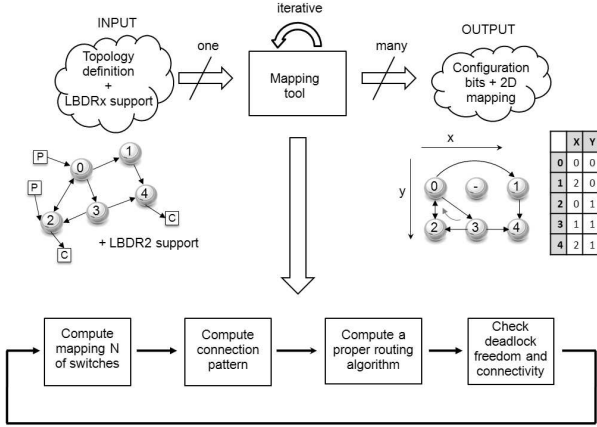 iterative
INPUT
OUTPUT
one
many
Topology
definition
+
LBDRx support
Mapping
tool
Configuration
bits + 2D
mapping
P
P
0
1
2
3
4
C
C
+ LBDR2 support
x
y
0
-
1
2
3
4
X Y
0 0 0
1 2 0
2 0 1
3 1 1
4 2 1
Compute
mapping N
of switches
Compute
connection
pattern
Compute a
proper routing
algorithm
Check
deadlock
freedom and
connectivity